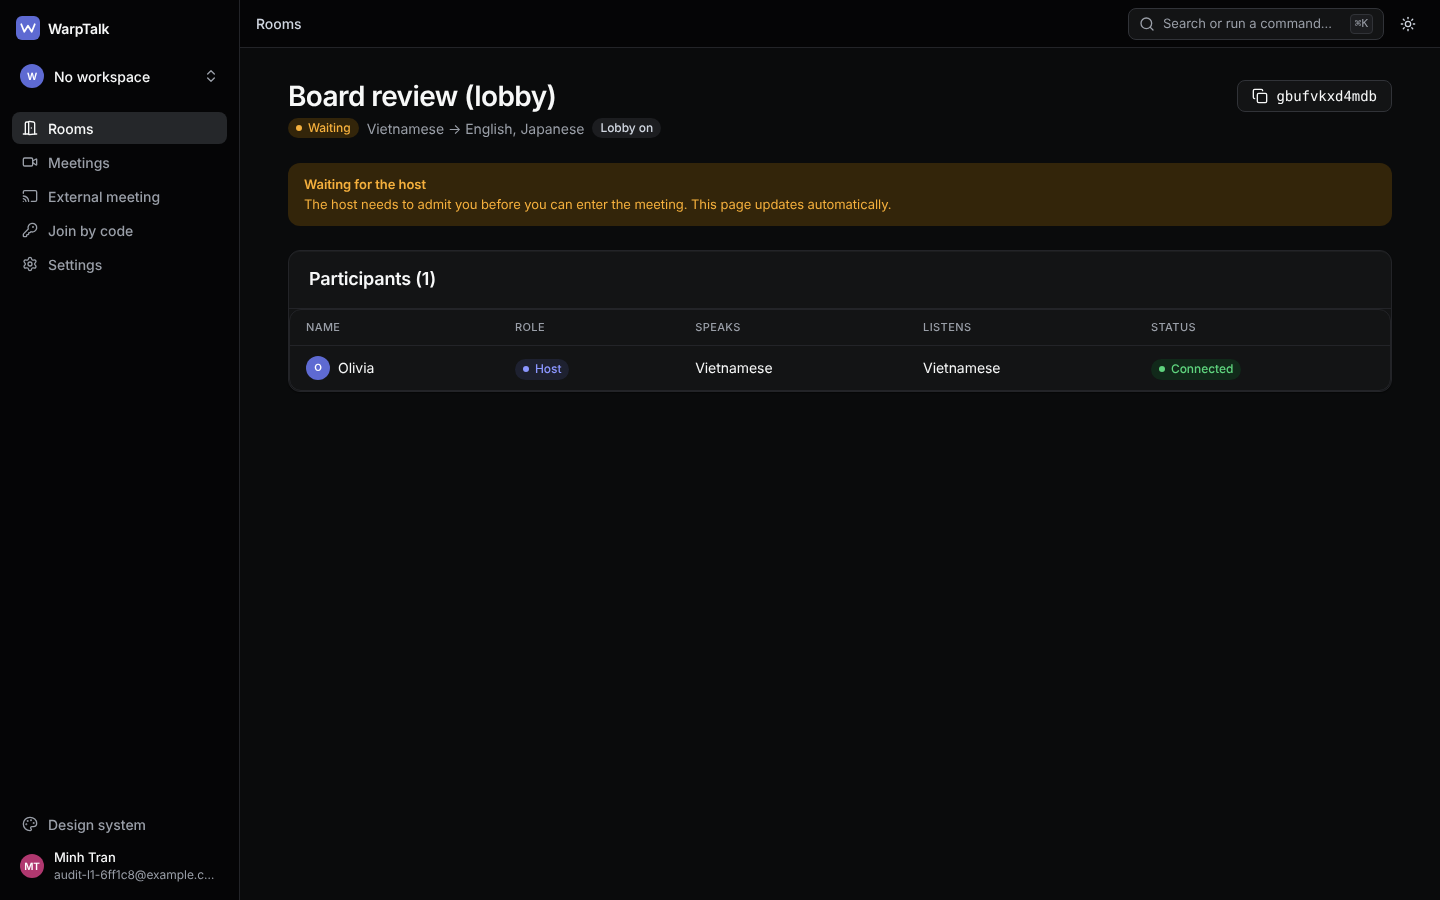 WarpTalk
W
No workspace
Rooms
Meetings
External meeting
Join by code
Settings
Design system
MT
Minh Tran
audit-l1-6ff1c8@example.c...
Rooms
Search or run a command...
⌘K
Board review (lobby)
gbufvkxd4mdb
Waiting
Vietnamese → English, Japanese
Lobby on
Waiting for the host
The host needs to admit you before you can enter the meeting. This page updates automatically.
Participants (1)
NAME ROLE SPEAKS LISTENS STATUS
O Olivia Host Vietnamese Vietnamese Connected